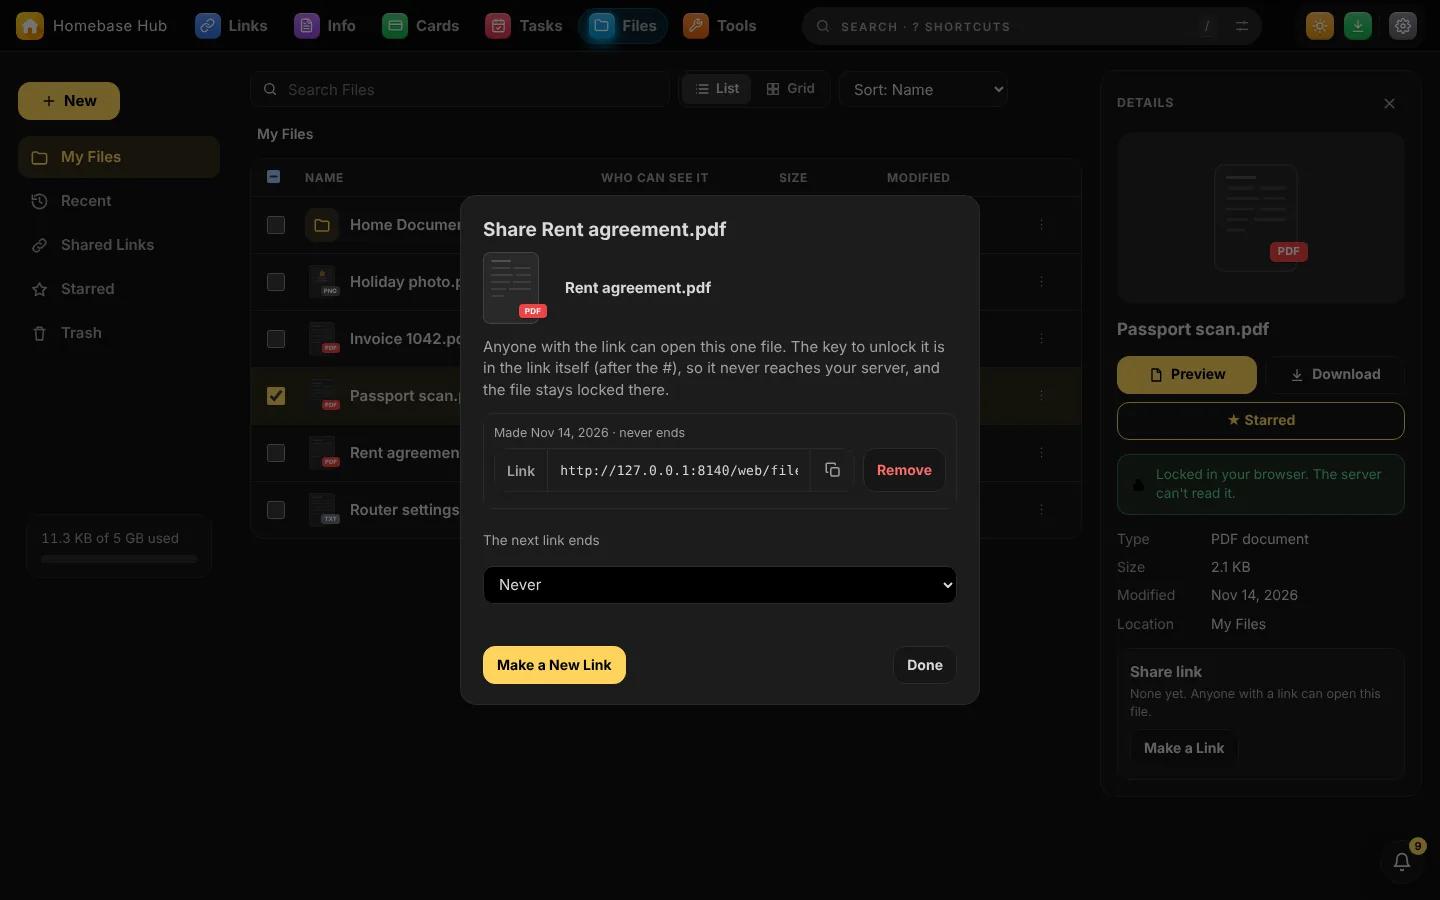 Homebase Hub
Links
Info
Cards
Tasks
Files
Tools
SEARCH · ? SHORTCUTS
/
New
My Files
Recent
Shared Links
Starred
Trash
11.3 KB of 5 GB used
Search Files
List
Grid
Sort: Name
My Files
NAME
WHO CAN SEE IT
SIZE
MODIFIED
Home Documen
PNG
Holiday photo.p
PDF
Invoice 1042.pd
PDF
Passport scan.p
PDF
Rent agreemen
TXT
Router settings
Share Rent agreement.pdf
PDF
Rent agreement.pdf
Anyone with the link can open this one file. The key to unlock it is
in the link itself (after the #), so it never reaches your server, and
the file stays locked there.
Made Nov 14, 2026 · never ends
Link
http://127.0.0.1:8140/web/file
Remove
The next link ends
Never
Make a New Link
Done
DETAILS
PDF
Passport scan.pdf
Preview
Download
★ Starred
Locked in your browser. The server
can't read it.
Type PDF document
Size 2.1 KB
Modified Nov 14, 2026
Location My Files
Share link
None yet. Anyone with a link can open this
file.
Make a Link
9